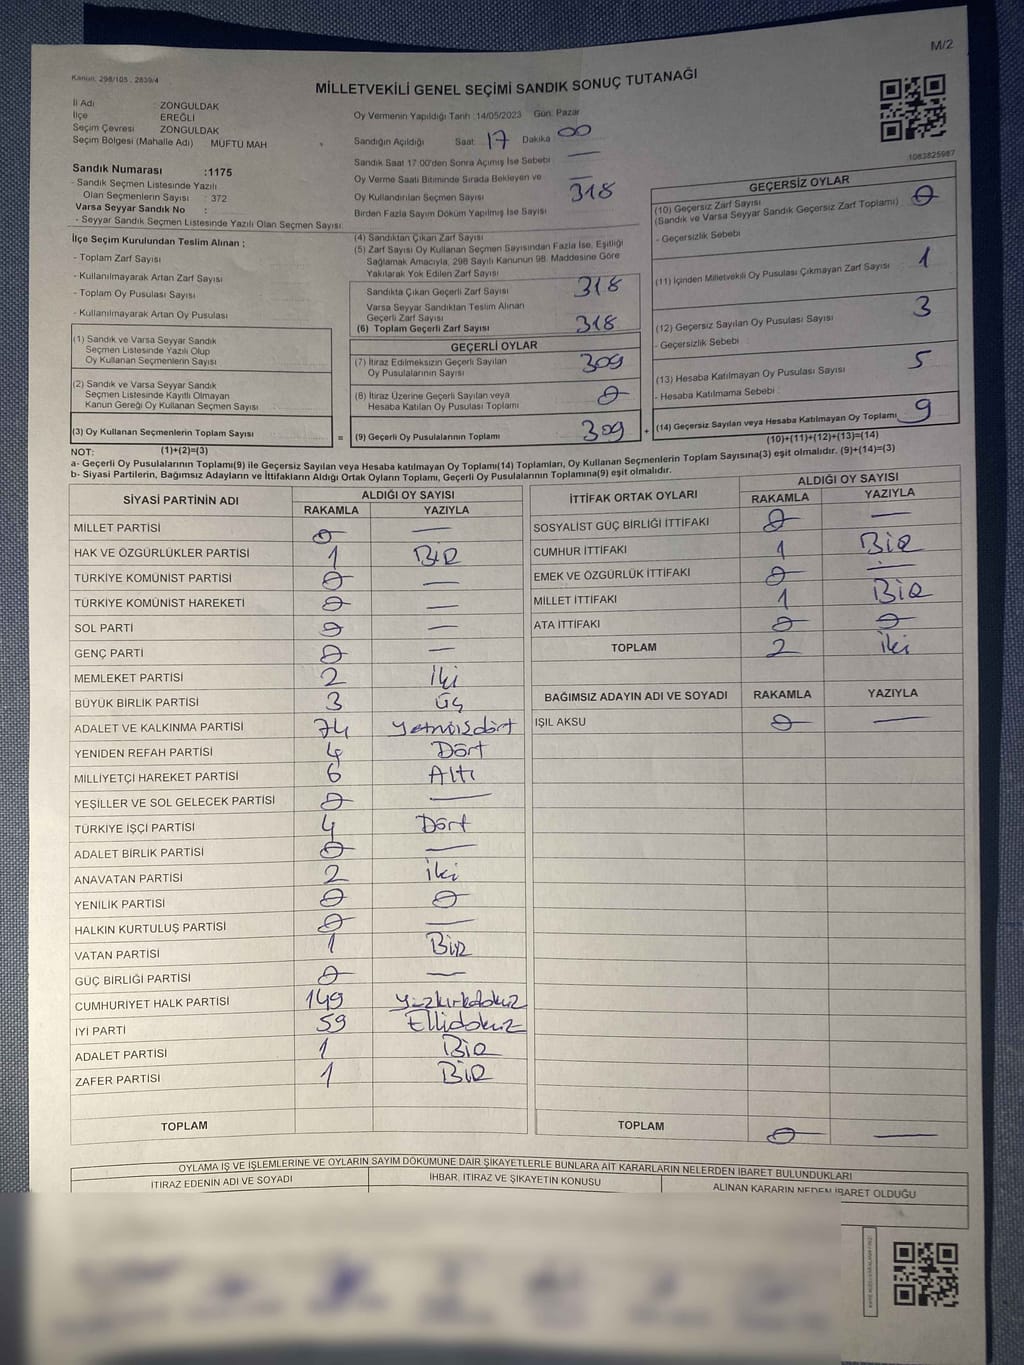 M/2
Kanun: 298/105 , 2839/4
MİLLETVEKİLİ GENEL SEÇİMİ SANDIK SONUÇ TUTANAĞI
İl Adı : ZONGULDAK
İlçe EREĞLİ
Seçim Çevresi ZONGULDAK
Seçim Bölgesi (Mahalle Adı) MÜFTÜ MAH
Sandık Numarası :1175
- Sandık Seçmen Listesinde Yazılı
Olan Seçmenlerin Sayısı : 372
Varsa Seyyar Sandık No :
- Seyyar Sandık Seçmen Listesinde Yazılı Olan Seçmen Sayısı:
Oy Vermenin Yapıldığı Tarih :14/05/2023 Gün: Pazar
Sandığın Açıldığı Saat: 17 Dakika 00
Sandık Saat 17:00'den Sonra Açılmış İse Sebebi —
Oy Verme Saati Bitiminde Sırada Bekleyen ve —
Oy Kullandırılan Seçmen Sayısı 318
Birden Fazla Sayım Döküm Yapılmış İse Sayısı
1083825987
İlçe Seçim Kurulundan Teslim Alınan ;
- Toplam Zarf Sayısı
- Kullanılmayarak Artan Zarf Sayısı
- Toplam Oy Pusulası Sayısı
- Kullanılmayarak Artan Oy Pusulası
(1) Sandık ve Varsa Seyyar Sandık
Seçmen Listesinde Yazılı Olup
Oy Kullanan Seçmenlerin Sayısı
(2) Sandık ve Varsa Seyyar Sandık
Seçmen Listesinde Kayıtlı Olmayan
Kanun Gereği Oy Kullanan Seçmen Sayısı
(3) Oy Kullanan Seçmenlerin Toplam Sayısı
(1)+(2)=(3)
(4) Sandıktan Çıkan Zarf Sayısı
(5) Zarf Sayısı Oy Kullanan Seçmen Sayısından Fazla İse, Eşitliği
Sağlamak Amacıyla, 298 Sayılı Kanunun 98. Maddesine Göre
Yakılarak Yok Edilen Zarf Sayısı
Sandıkta Çıkan Geçerli Zarf Sayısı 318
Varsa Seyyar Sandıktan Teslim Alınan
Geçerli Zarf Sayısı
(6) Toplam Geçerli Zarf Sayısı 318
GEÇERLİ OYLAR
(7) İtiraz Edilmeksizin Geçerli Sayılan
Oy Pusulalarının Sayısı 309
(8) İtiraz Üzerine Geçerli Sayılan veya
Hesaba Katılan Oy Pusulası Toplamı 0
= (9) Geçerli Oy Pusulalarının Toplamı 309
GEÇERSİZ OYLAR
(10) Geçersiz Zarf Sayısı
(Sandık ve Varsa Seyyar Sandık Geçersiz Zarf Toplamı) 0
- Geçersizlik Sebebi
(11) İçinden Milletvekili Oy Pusulası Çıkmayan Zarf Sayısı 1
(12) Geçersiz Sayılan Oy Pusulası Sayısı 3
- Geçersizlik Sebebi :
(13) Hesaba Katılmayan Oy Pusulası Sayısı 5
- Hesaba Katılmama Sebebi :
+ (14) Geçersiz Sayılan veya Hesaba Katılmayan Oy Toplamı 9
(10)+(11)+(12)+(13)=(14)
NOT:
a- Geçerli Oy Pusulalarının Toplamı(9) ile Geçersiz Sayılan veya Hesaba katılmayan Oy Toplamı(14) Toplamları, Oy Kullanan Seçmenlerin Toplam Sayısına(3) eşit olmalıdır. (9)+(14)=(3)
b- Siyasi Partilerin, Bağımsız Adayların ve İttifakların Aldığı Ortak Oyların Toplamı, Geçerli Oy Pusulalarının Toplamına(9) eşit olmalıdır.
SİYASİ PARTİNİN ADI ALDIĞI OY SAYISI
RAKAMLA YAZIYLA
MİLLET PARTİSİ 0 —
HAK VE ÖZGÜRLÜKLER PARTİSİ 1 BİR
TÜRKİYE KOMÜNİST PARTİSİ 0 —
TÜRKİYE KOMÜNİST HAREKETİ 0 —
SOL PARTİ 0 —
GENÇ PARTİ 0 —
MEMLEKET PARTİSİ 2 İki
BÜYÜK BİRLİK PARTİSİ 3 Üç
ADALET VE KALKINMA PARTİSİ 74 Yetmişdört
YENİDEN REFAH PARTİSİ 4 Dört
MİLLİYETÇİ HAREKET PARTİSİ 6 Altı
YEŞİLLER VE SOL GELECEK PARTİSİ 0 —
TÜRKİYE İŞÇİ PARTİSİ 4 Dört
ADALET BİRLİK PARTİSİ 0 —
ANAVATAN PARTİSİ 2 iki
YENİLİK PARTİSİ 0 0
HALKIN KURTULUŞ PARTİSİ 0 —
VATAN PARTİSİ 1 BİR
GÜÇ BİRLİĞİ PARTİSİ 0 —
CUMHURİYET HALK PARTİSİ 149 Yüzkırkdokuz
İYİ PARTİ 59 Ellidokuz
ADALET PARTİSİ 1 BİR
ZAFER PARTİSİ 1 BİR
TOPLAM
İTTİFAK ORTAK OYLARI ALDIĞI OY SAYISI
RAKAMLA YAZIYLA
SOSYALİST GÜÇ BİRLİĞİ İTTİFAKI 0 —
CUMHUR İTTİFAKI 1 BİR
EMEK VE ÖZGÜRLÜK İTTİFAKI 0 —
MİLLET İTTİFAKI 1 BİR
ATA İTTİFAKI 0 0
TOPLAM 2 iki
BAĞIMSIZ ADAYIN ADI VE SOYADI RAKAMLA YAZIYLA
IŞIL AKSU 0 —
TOPLAM 0 —
OYLAMA İŞ VE İŞLEMLERİNE VE OYLARIN SAYIM DÖKÜMÜNE DAİR ŞİKAYETLERLE BUNLARA AİT KARARLARIN NELERDEN İBARET BULUNDUKLARI
İTİRAZ EDENİN ADI VE SOYADI İHBAR, İTİRAZ VE ŞİKAYETİN KONUSU ALINAN KARARIN NEDEN İBARET OLDUĞU